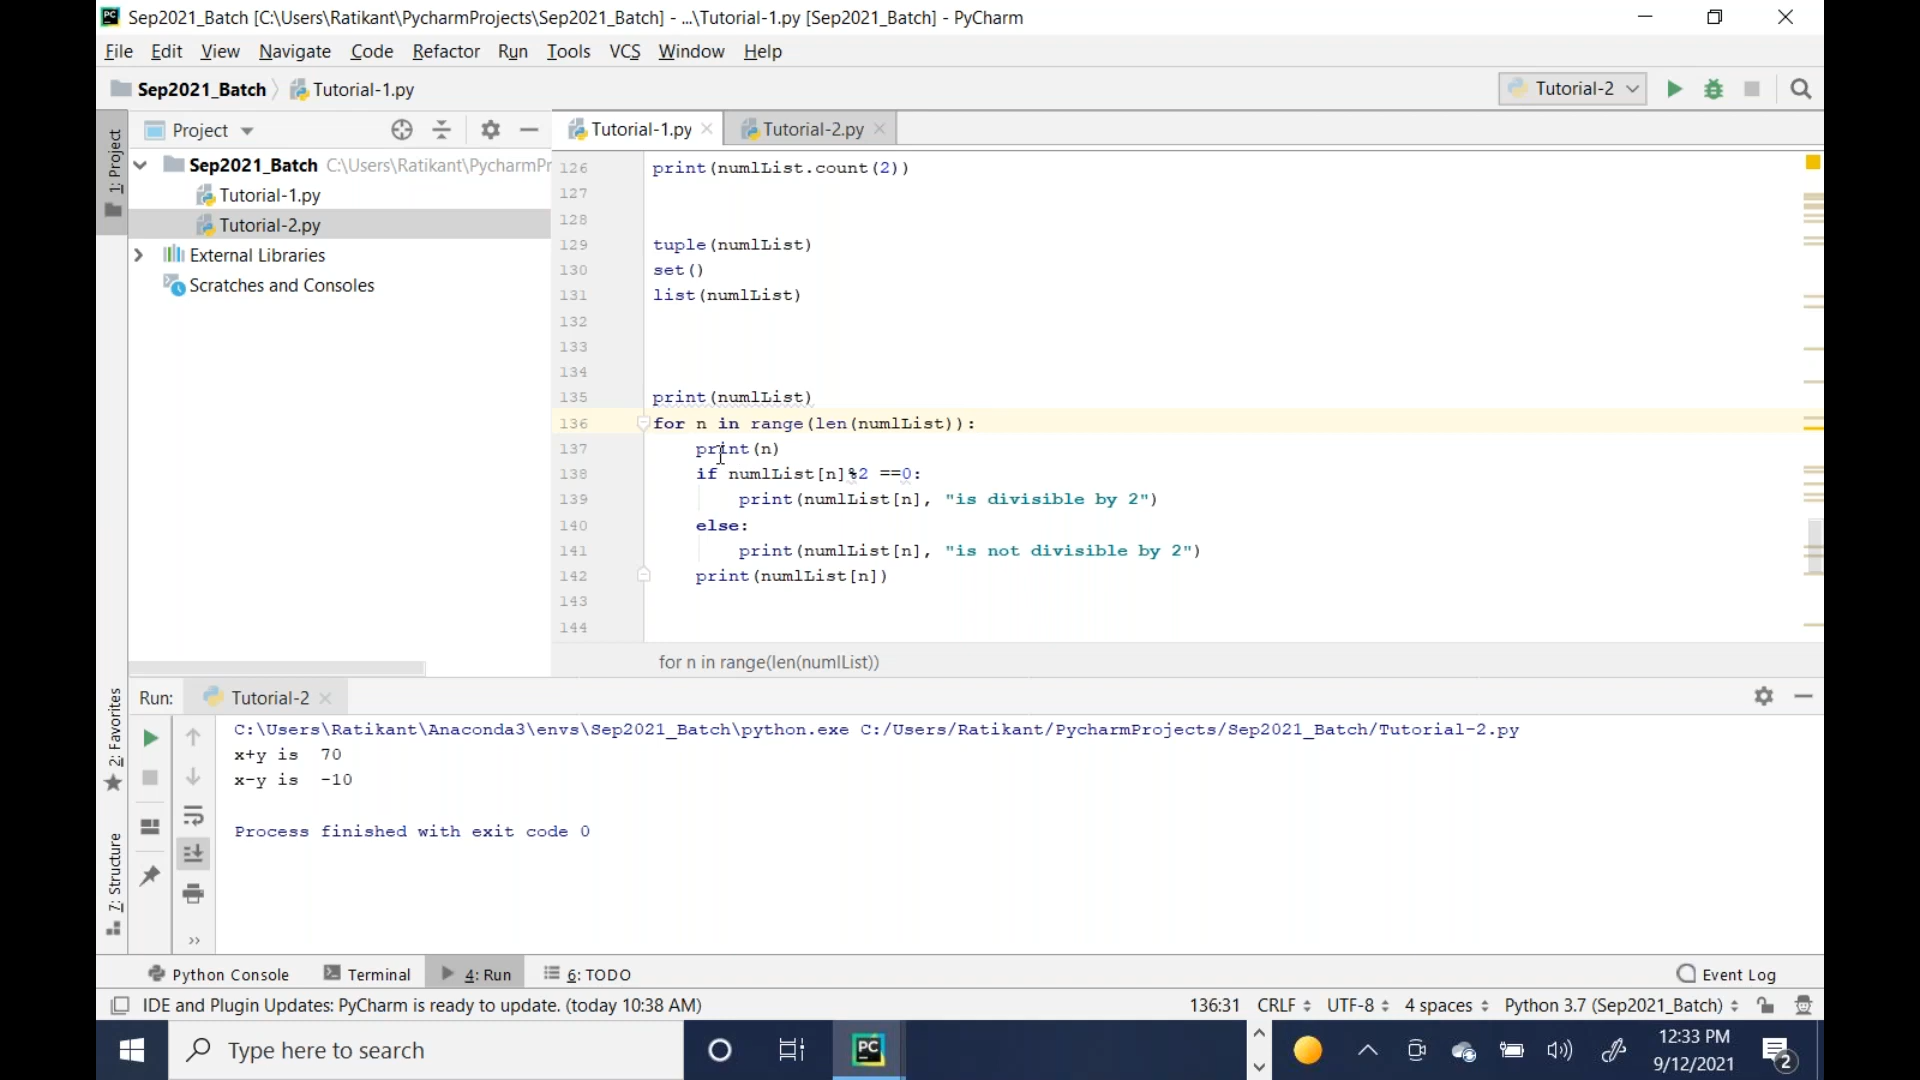 Sep2021_Batch [C:\Users\Ratikant\PycharmProjects\Sep2021_Batch] - ...\Tutorial-1.py [Sep2021_Batch] - PyCharm
File Edit View Navigate Code Refactor Run Tools VCS Window Help
Sep2021_Batch Tutorial-1.py
Tutorial-2
1: Project
Project
Sep2021_Batch C:\Users\Ratikant\PycharmPr
Tutorial-1.py
Tutorial-2.py
External Libraries
Scratches and Consoles
Tutorial-1.py Tutorial-2.py
126 print(numlList.count(2))
127
128
129 tuple(numlList)
130 set()
131 list(numlList)
132
133
134
135 print(numlList)
136 for n in range(len(numlList)):
137 print(n)
138 if numlList[n]%2 ==0:
139 print(numlList[n], "is divisible by 2")
140 else:
141 print(numlList[n], "is not divisible by 2")
142 print(numlList[n])
143
144
for n in range(len(numlList))
2: Favorites
7: Structure
Run: Tutorial-2
C:\Users\Ratikant\Anaconda3\envs\Sep2021_Batch\python.exe C:/Users/Ratikant/PycharmProjects/Sep2021_Batch/Tutorial-2.py
x+y is  70
x-y is  -10
Process finished with exit code 0
Python Console Terminal 4: Run 6: TODO Event Log
IDE and Plugin Updates: PyCharm is ready to update. (today 10:38 AM) 136:31 CRLF UTF-8 4 spaces Python 3.7 (Sep2021_Batch)
Type here to search
PC
12:33 PM
9/12/2021
2